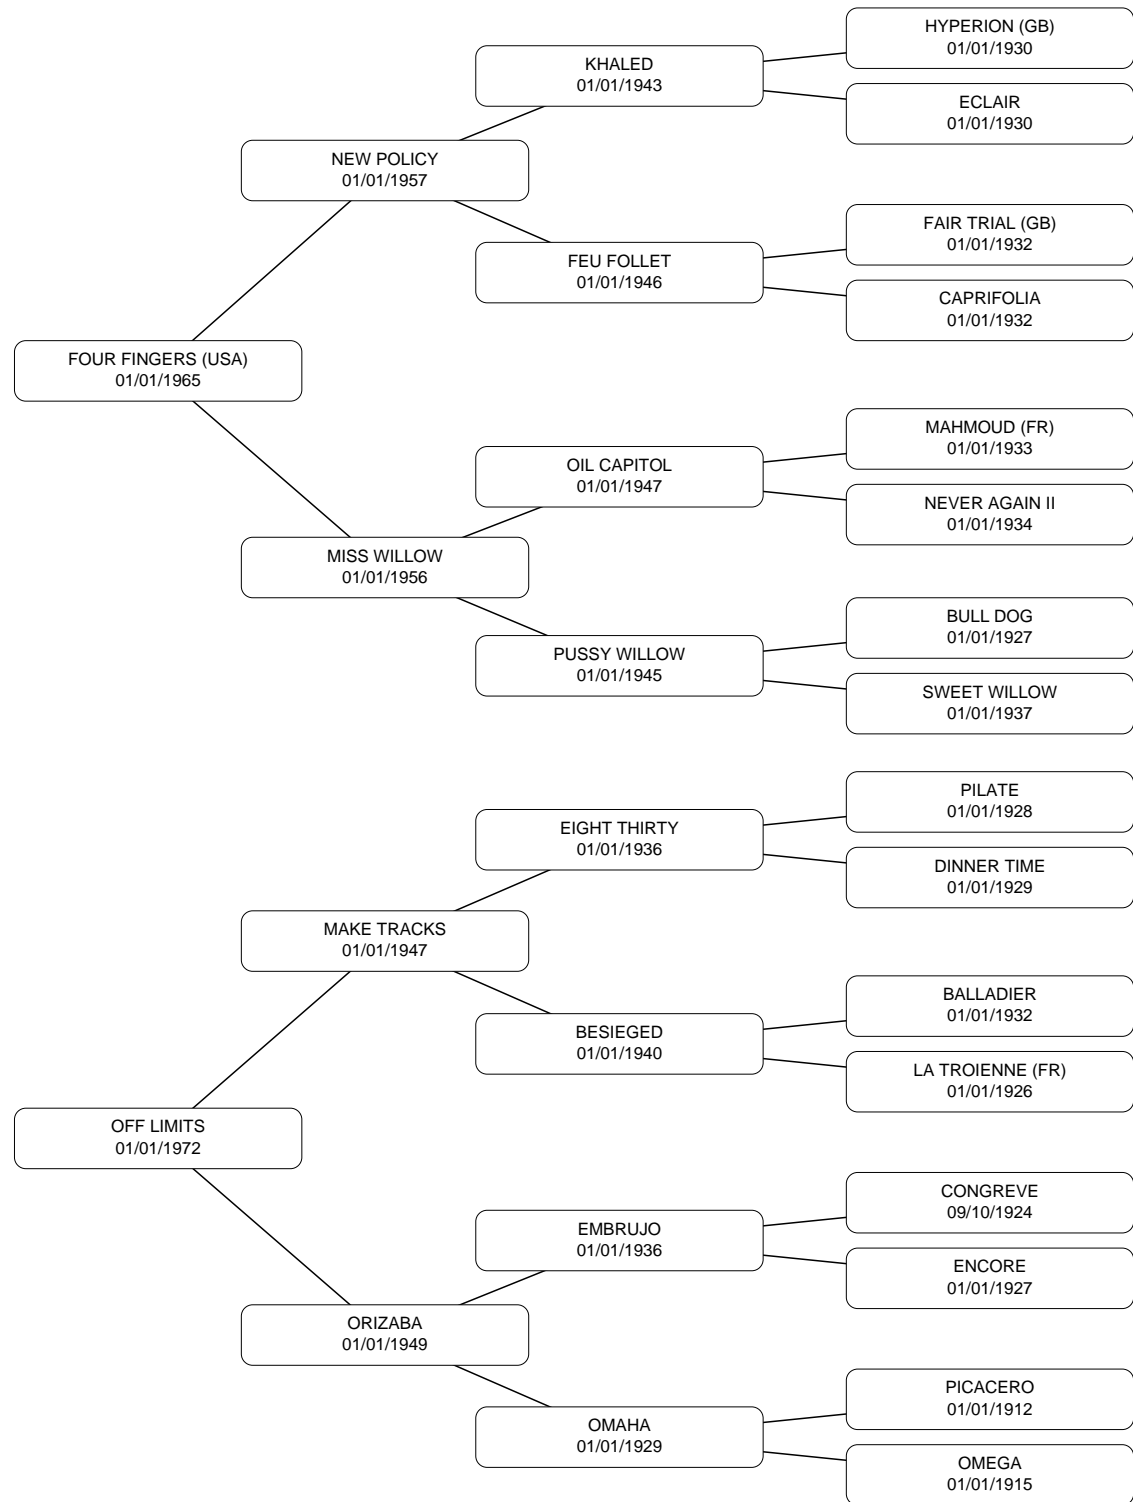 HYPERION (GB)
01/01/1930
KHALED
01/01/1943
ECLAIR
01/01/1930
NEW POLICY
01/01/1957
FAIR TRIAL (GB)
01/01/1932
FEU FOLLET
01/01/1946
CAPRIFOLIA
01/01/1932
FOUR FINGERS (USA)
01/01/1965
MAHMOUD (FR)
01/01/1933
OIL CAPITOL
01/01/1947
NEVER AGAIN II
01/01/1934
MISS WILLOW
01/01/1956
BULL DOG
01/01/1927
PUSSY WILLOW
01/01/1945
SWEET WILLOW
01/01/1937
PILATE
01/01/1928
EIGHT THIRTY
01/01/1936
DINNER TIME
01/01/1929
MAKE TRACKS
01/01/1947
BALLADIER
01/01/1932
BESIEGED
01/01/1940
LA TROIENNE (FR)
01/01/1926
OFF LIMITS
01/01/1972
CONGREVE
09/10/1924
EMBRUJO
01/01/1936
ENCORE
01/01/1927
ORIZABA
01/01/1949
PICACERO
01/01/1912
OMAHA
01/01/1929
OMEGA
01/01/1915